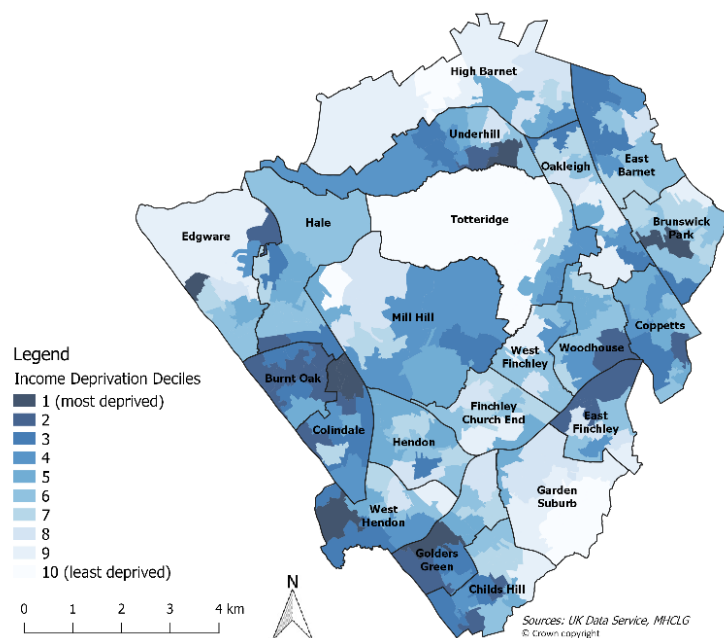 High Barnet
Underhill
Oakleigh
East
Barnet
Edgware
Hale
Totteridge
Brunswick
Park
Mill Hill
Coppetts
West
Finchley
Woodhouse
Legend
Income Deprivation Deciles
1 (most deprived)
2
3
4
5
6
7
8
9
10 (least deprived)
Burnt Oak
Colindale
Hendon
Finchley
Church End
East
Finchley
Garden
Suburb
West
Hendon
Golders
Green
Childs Hill
N
0 1 2 3 4 km
Sources: UK Data Service, MHCLG
© Crown copyright